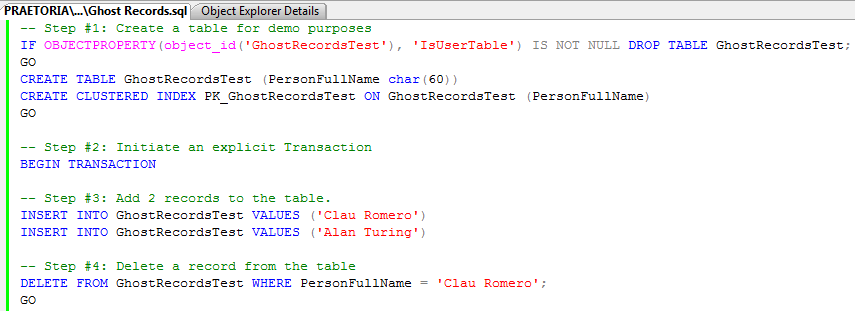 PRAETORIA\...\Ghost Records.sql Object Explorer Details
-- Step #1: Create a table for demo purposes
IF OBJECTPROPERTY(object_id('GhostRecordsTest'), 'IsUserTable') IS NOT NULL DROP TABLE GhostRecordsTest;
GO
CREATE TABLE GhostRecordsTest (PersonFullName char(60))
CREATE CLUSTERED INDEX PK_GhostRecordsTest ON GhostRecordsTest (PersonFullName)
GO
-- Step #2: Initiate an explicit Transaction
BEGIN TRANSACTION
-- Step #3: Add 2 records to the table.
INSERT INTO GhostRecordsTest VALUES ('Clau Romero')
INSERT INTO GhostRecordsTest VALUES ('Alan Turing')
-- Step #4: Delete a record from the table
DELETE FROM GhostRecordsTest WHERE PersonFullName = 'Clau Romero';
GO